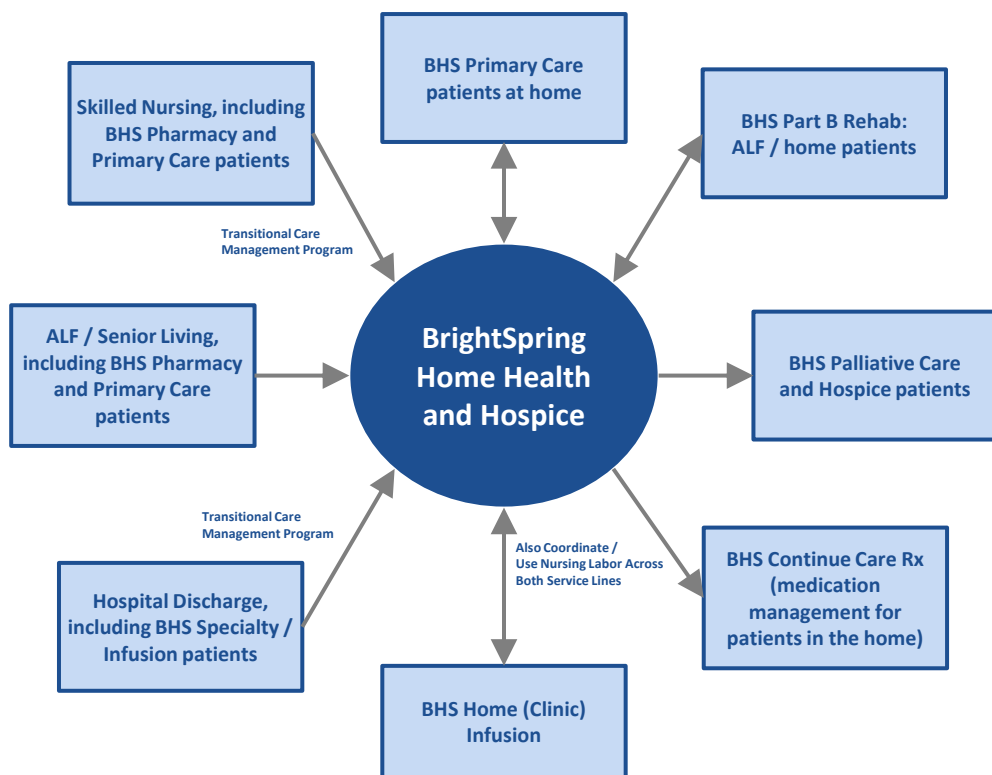 BHS Primary Care
patients at home
Skilled Nursing, including
BHS Pharmacy and
Primary Care patients
BHS Part B Rehab:
ALF / home patients
Transitional Care
Management Program
ALF / Senior Living,
including BHS Pharmacy
and Primary Care
patients
BrightSpring
Home Health
and Hospice
BHS Palliative Care
and Hospice patients
Transitional Care
Management Program
Also Coordinate /
Use Nursing Labor Across
Both Service Lines
Hospital Discharge,
including BHS Specialty /
Infusion patients
BHS Continue Care Rx
(medication
management for
patients in the home)
BHS Home (Clinic)
Infusion